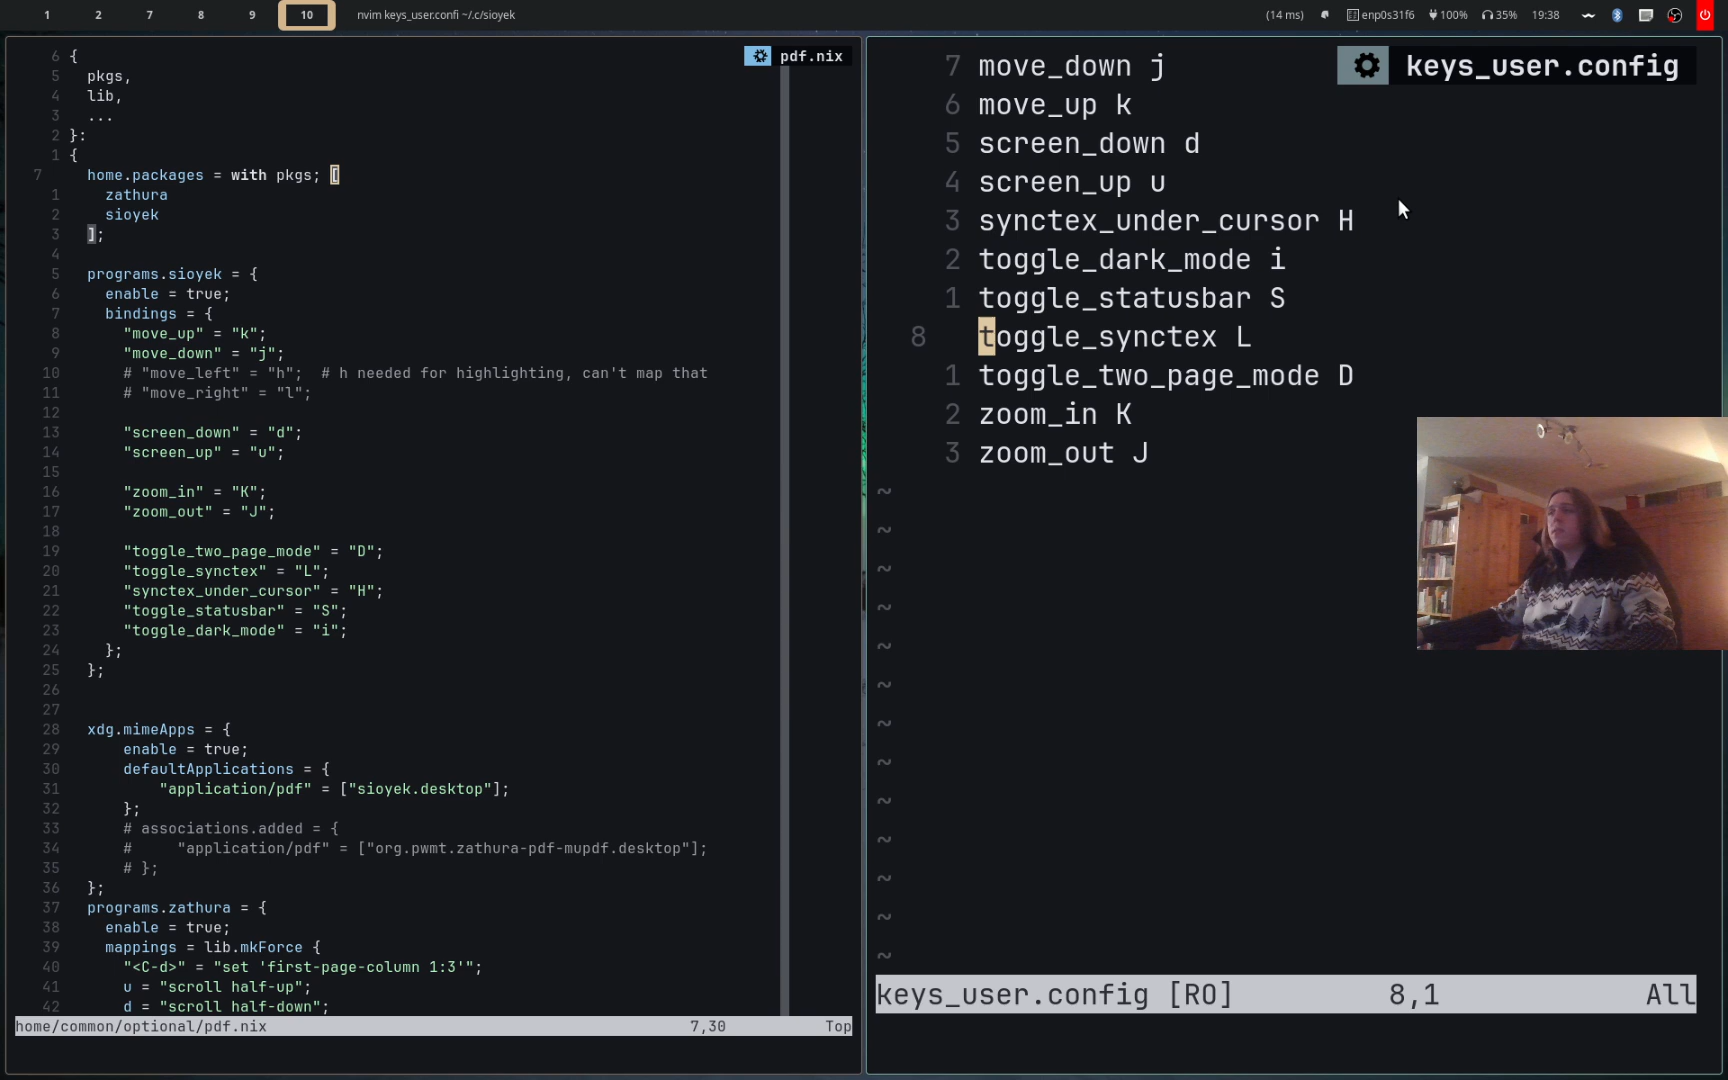 1 2 7 8 9 10 nvim keys_user.confi ~/.c/sioyek (14 ms) enp0s31f6 100% 35% 19:38
pdf.nix
6 {
5 pkgs,
4 lib,
3 ...
2 }:
1 {
7 home.packages = with pkgs; [
1 zathura
2 sioyek
3 ];
4
5 programs.sioyek = {
6 enable = true;
7 bindings = {
8 "move_up" = "k";
9 "move_down" = "j";
10 # "move_left" = "h"; # h needed for highlighting, can't map that
11 # "move_right" = "l";
12
13 "screen_down" = "d";
14 "screen_up" = "u";
15
16 "zoom_in" = "K";
17 "zoom_out" = "J";
18
19 "toggle_two_page_mode" = "D";
20 "toggle_synctex" = "L";
21 "synctex_under_cursor" = "H";
22 "toggle_statusbar" = "S";
23 "toggle_dark_mode" = "i";
24 };
25 };
26
27
28 xdg.mimeApps = {
29 enable = true;
30 defaultApplications = {
31 "application/pdf" = ["sioyek.desktop"];
32 };
33 # associations.added = {
34 # "application/pdf" = ["org.pwmt.zathura-pdf-mupdf.desktop"];
35 # };
36 };
37 programs.zathura = {
38 enable = true;
39 mappings = lib.mkForce {
40 "<C-d>" = "set 'first-page-column 1:3'";
41 u = "scroll half-up";
42 d = "scroll half-down";
home/common/optional/pdf.nix 7,30 Top
keys_user.config
7 move_down j
6 move_up k
5 screen_down d
4 screen_up u
3 synctex_under_cursor H
2 toggle_dark_mode i
1 toggle_statusbar S
8 toggle_synctex L
1 toggle_two_page_mode D
2 zoom_in K
3 zoom_out J
~
~
~
~
~
~
~
~
~
~
~
~
~
keys_user.config [RO] 8,1 All